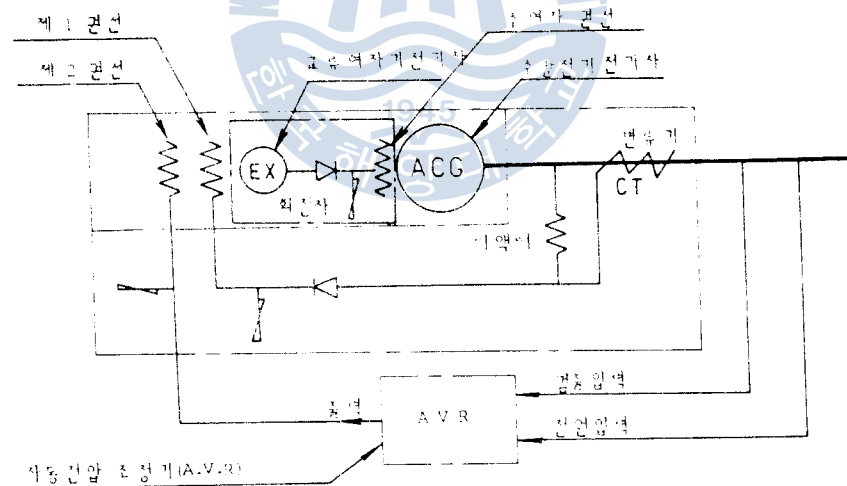 제 1 권선
제 2 권선
교류여자기전기자
주 여자 권선
주발전기전기자
1945
EX
회전자
ACG
변류기
CT
리액터
검출입력
전원입력
출력
A V R
자동전압 조정기(A.V.R)